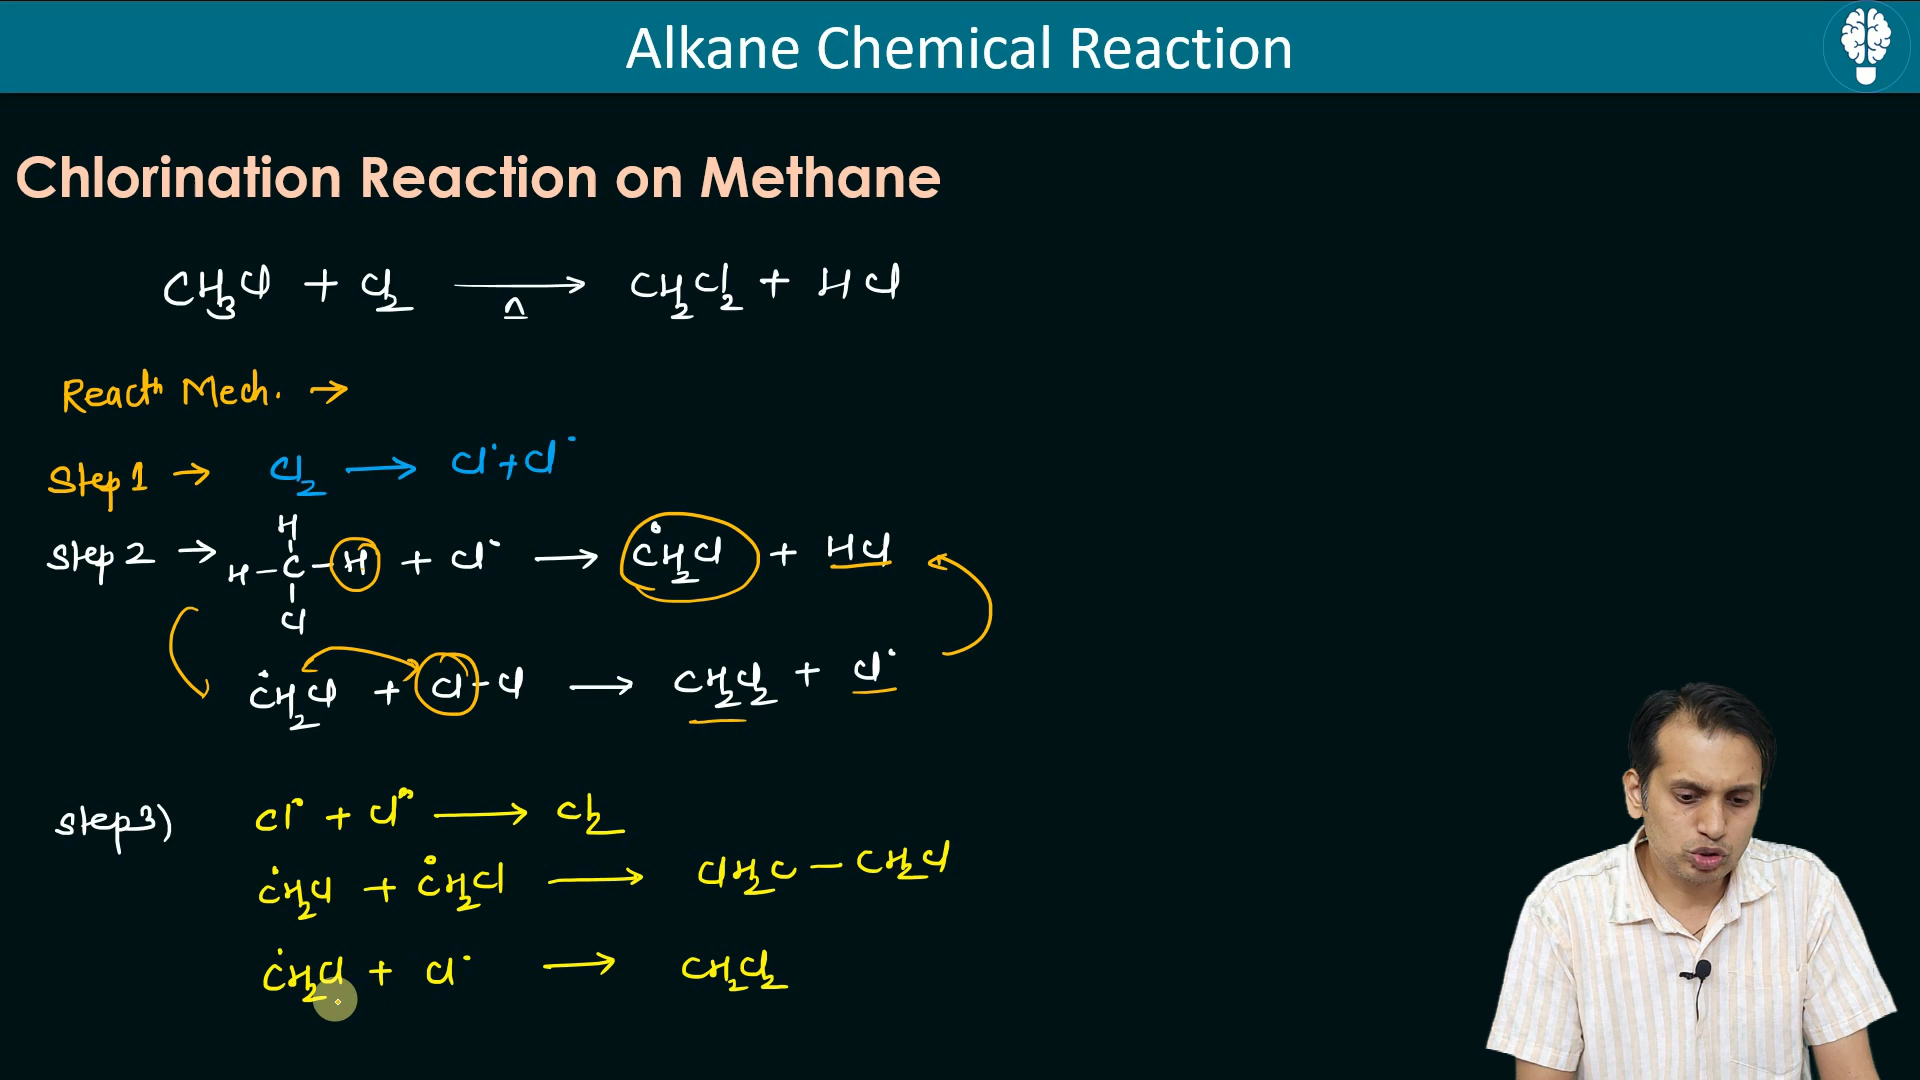 Alkane Chemical Reaction
Chlorination Reaction on Methane
CH₃Cl + Cl₂ ⟶ CH₂Cl₂ + HCl
Δ
Reactn Mech. →
Step 1 → Cl₂ ⟶ Cl˙ + Cl˙
H
Step 2 → H–C–H + Cl˙ ⟶ ĊH₂Cl + HCl
Cl
ĊH₂Cl + Cl–Cl ⟶ CH₂Cl₂ + Cl˙
Step 3) Cl˙ + Cl˙ ⟶ Cl₂
ĊH₂Cl + ĊH₂Cl ⟶ ClH₂C – CH₂Cl
ĊH₂Cl + Cl˙ ⟶ CH₂Cl₂